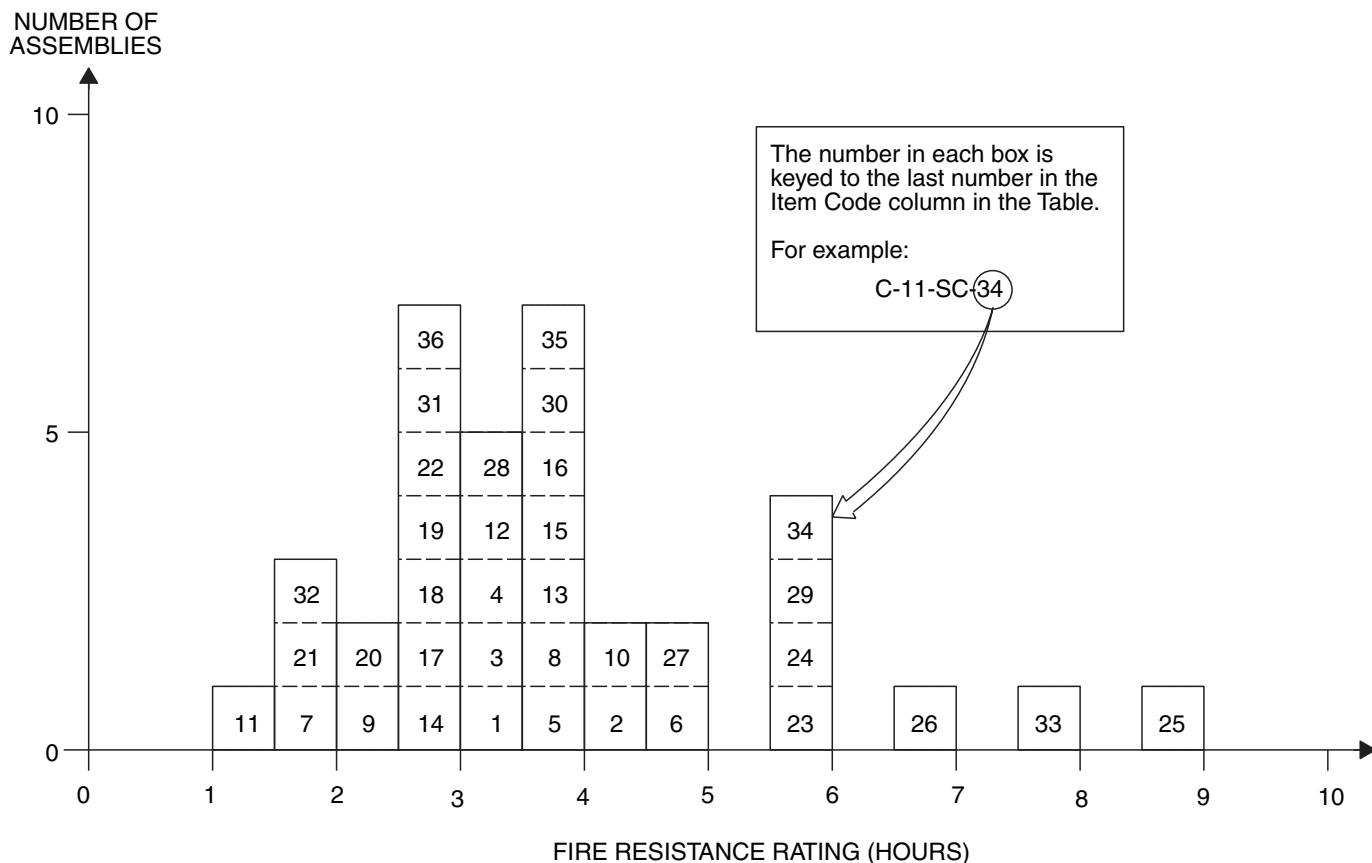 NUMBER OF
ASSEMBLIES
10
The number in each box is
keyed to the last number in the
Item Code column in the Table.
For example:
C-11-SC-34
36 35
31 30
5
22 28 16
19 12 15 34
32 18 4 13 29
21 20 17 3 8 10 27 24
11 7 9 14 1 5 2 6 23 26 33 25
0
0 1 2 3 4 5 6 7 8 9 10
FIRE RESISTANCE RATING (HOURS)